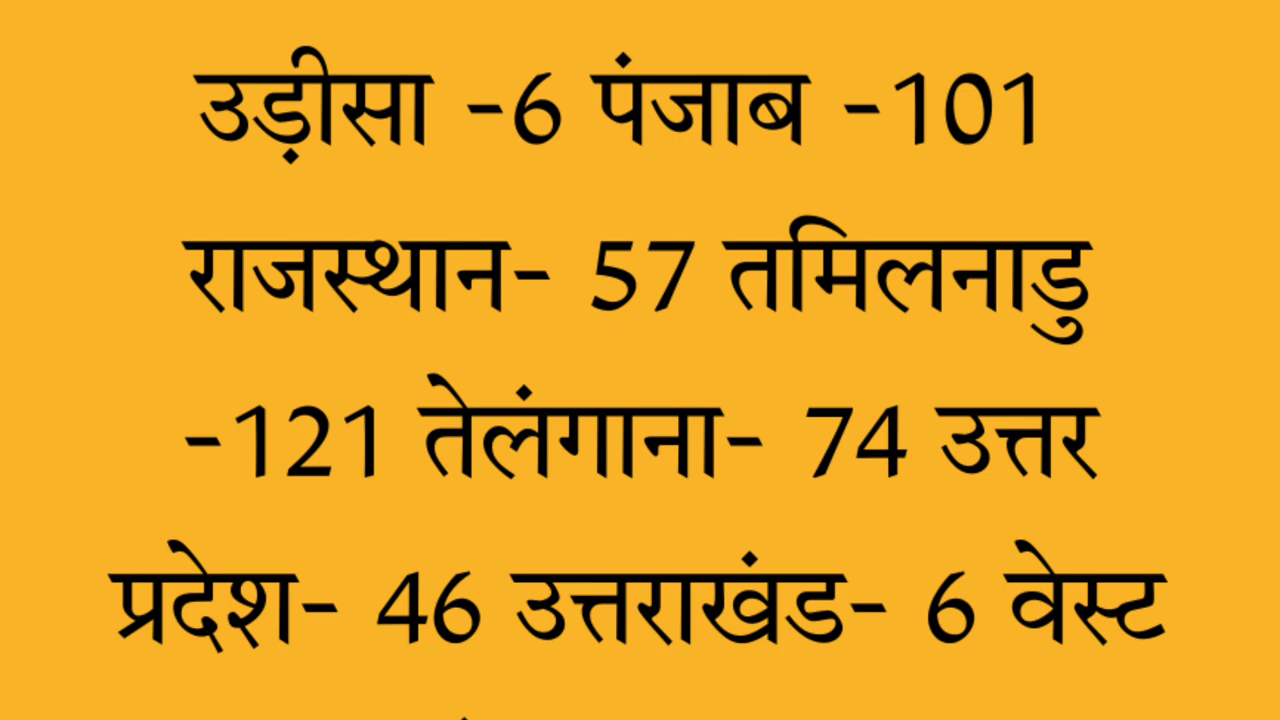 उड़ीसा -6 पंजाब -101
राजस्थान- 57 तमिलनाडु
-121 तेलंगाना- 74 उत्तर
प्रदेश- 46 उत्तराखंड- 6 वेस्ट